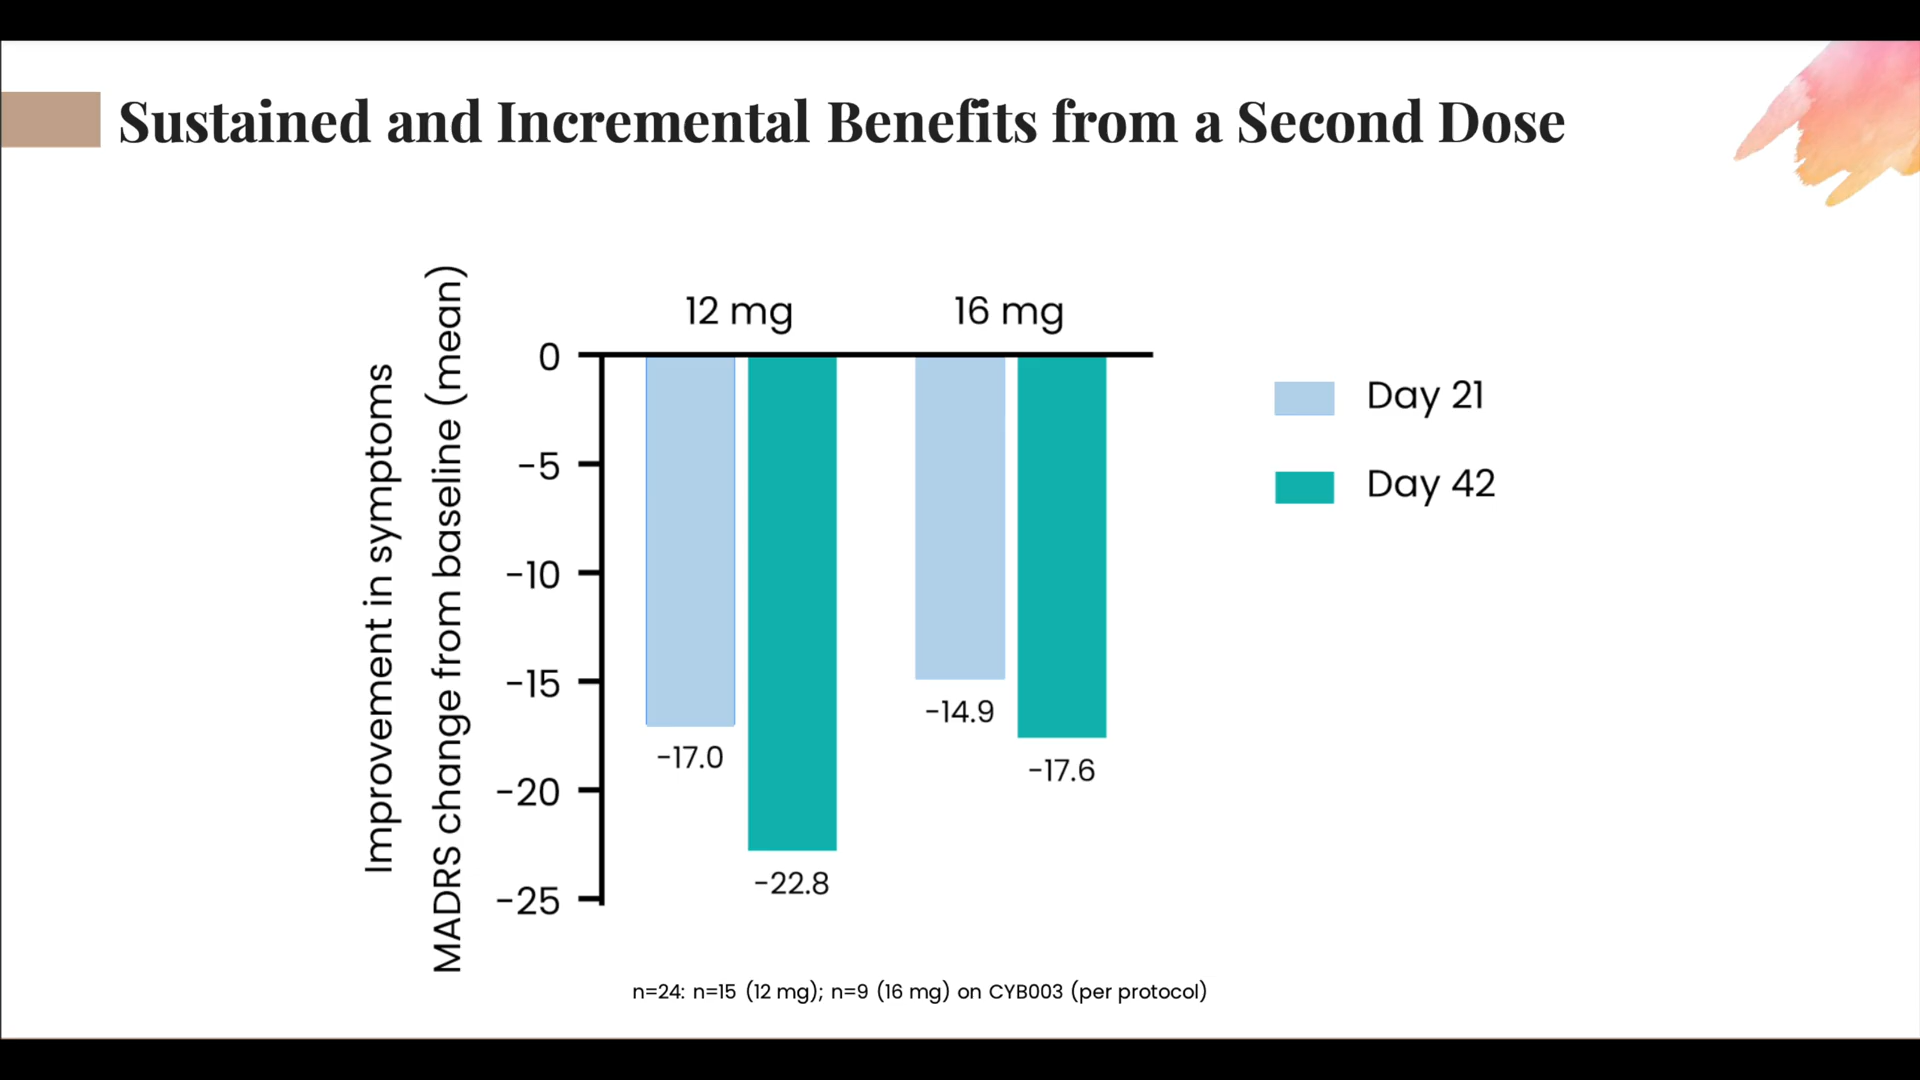 Sustained and Incremental Benefits from a Second Dose
Improvement in symptoms
MADRS change from baseline (mean)
12 mg
16 mg
0
-5
-10
-15
-20
-25
-17.0
-22.8
-14.9
-17.6
Day 21
Day 42
n=24: n=15 (12 mg); n=9 (16 mg) on CYB003 (per protocol)